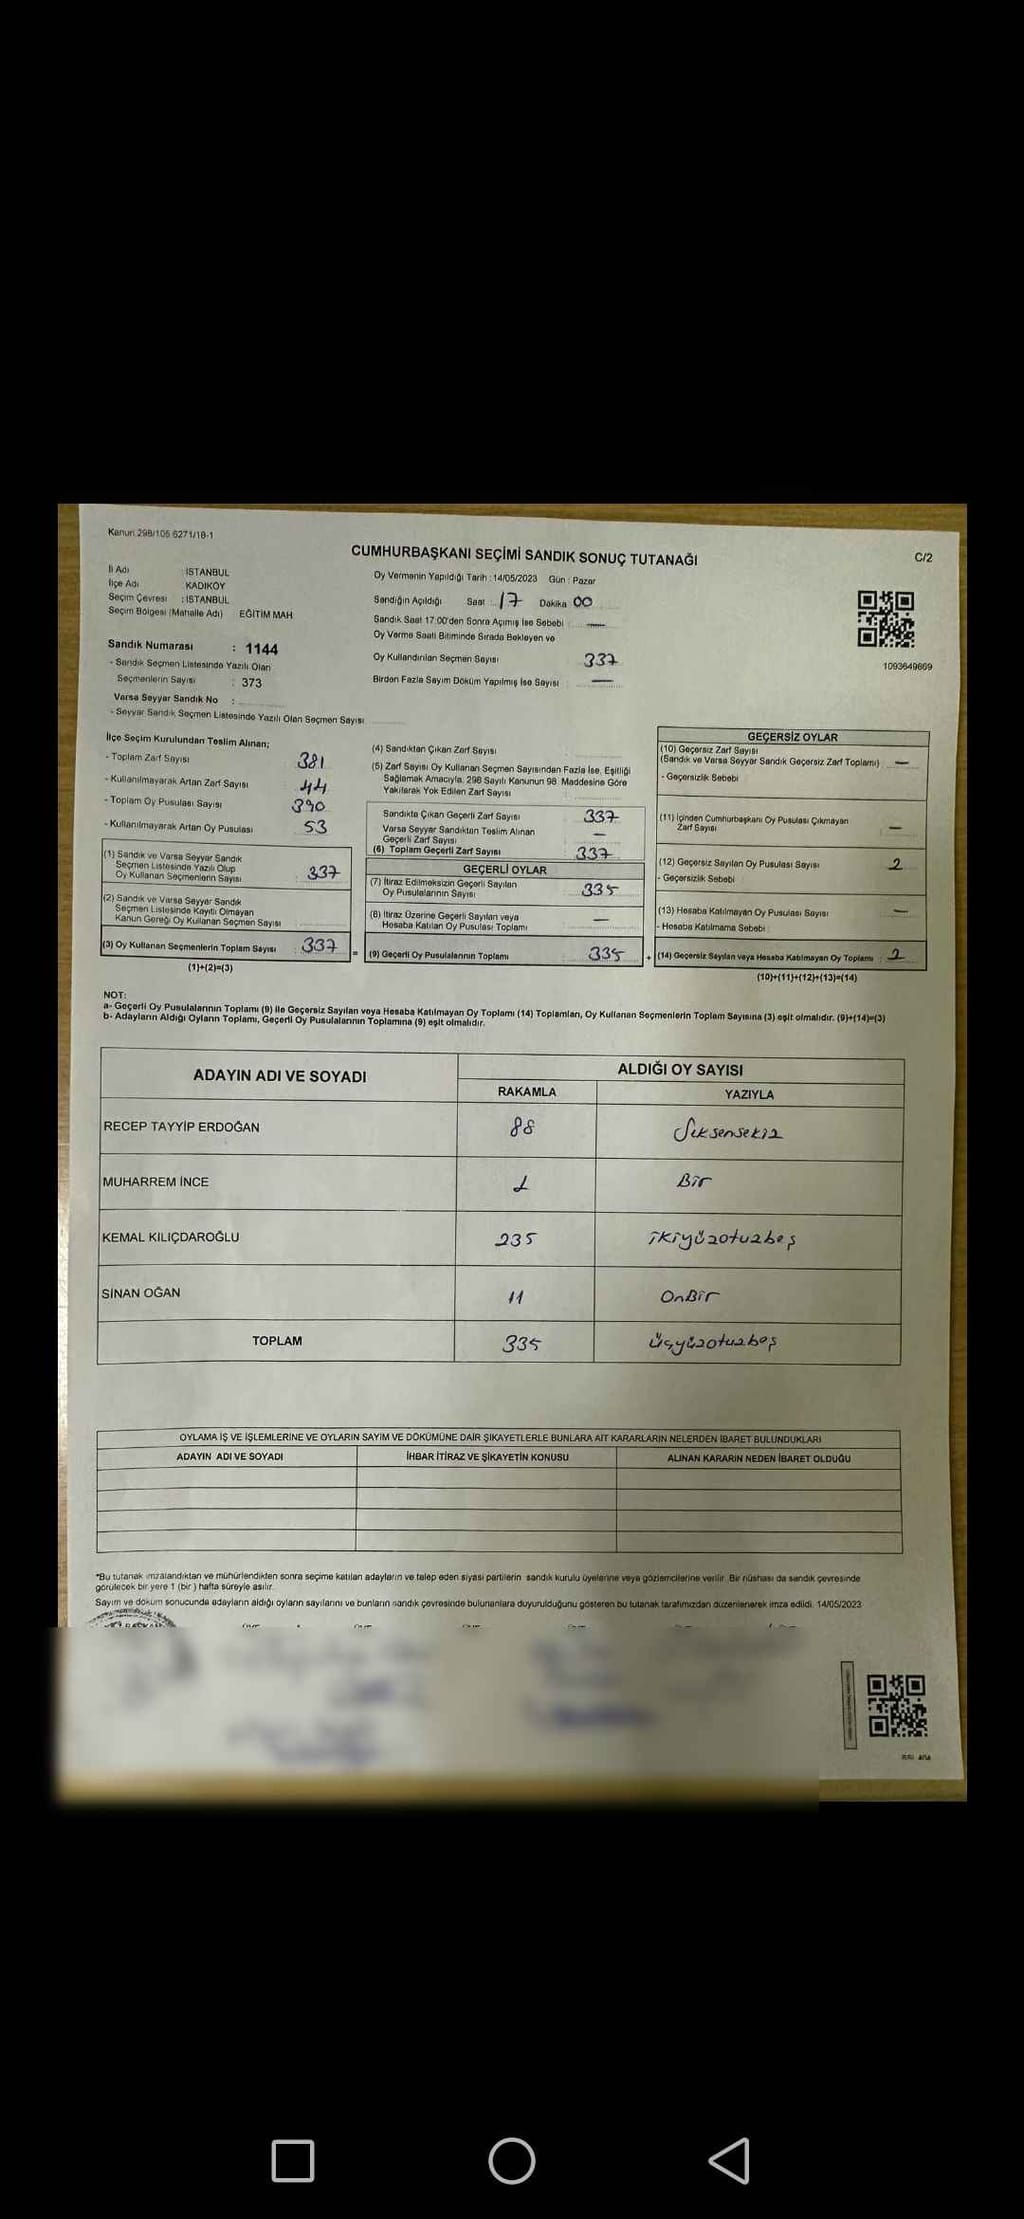 Kanun 298/105 6271/18-1
CUMHURBAŞKANI SEÇİMİ SANDIK SONUÇ TUTANAĞI
C/2
İl Adı : İSTANBUL
İlçe Adı KADIKÖY
Seçim Çevresi : İSTANBUL
Seçim Bölgesi (Mahalle Adı) EĞİTİM MAH
Sandık Numarası : 1144
- Sandık Seçmen Listesinde Yazılı Olan
Seçmenlerin Sayısı : 373
Varsa Seyyar Sandık No :
- Seyyar Sandık Seçmen Listesinde Yazılı Olan Seçmen Sayısı
Oy Vermenin Yapıldığı Tarih : 14/05/2023 Gün : Pazar
Sandığın Açıldığı Saat : 17 Dakika 00
Sandık Saat 17:00'den Sonra Açımış İse Sebebi : —
Oy Verme Saati Bitiminde Sırada Bekleyen ve
Oy Kullandırılan Seçmen Sayısı 337
Birden Fazla Sayım Döküm Yapılmış İse Sayısı : —
1093649669
İlçe Seçim Kurulundan Teslim Alınan;
- Toplam Zarf Sayısı 381
- Kullanılmayarak Artan Zarf Sayısı 44
- Toplam Oy Pusulası Sayısı 390
- Kullanılmayarak Artan Oy Pusulası 53
(1) Sandık ve Varsa Seyyar Sandık
Seçmen Listesinde Yazılı Olup
Oy Kullanan Seçmenlerin Sayısı 337
(2) Sandık ve Varsa Seyyar Sandık
Seçmen Listesinde Kayıtlı Olmayan
Kanun Gereği Oy Kullanan Seçmen Sayısı
(3) Oy Kullanan Seçmenlerin Toplam Sayısı 337
(1)+(2)=(3)
(4) Sandıktan Çıkan Zarf Sayısı
(5) Zarf Sayısı Oy Kullanan Seçmen Sayısından Fazla İse, Eşitliği
Sağlamak Amacıyla, 298 Sayılı Kanunun 98. Maddesine Göre
Yakılarak Yok Edilen Zarf Sayısı
Sandıkta Çıkan Geçerli Zarf Sayısı 337
Varsa Seyyar Sandıktan Teslim Alınan
Geçerli Zarf Sayısı —
(6) Toplam Geçerli Zarf Sayısı 337
GEÇERLİ OYLAR
(7) İtiraz Edilmeksizin Geçerli Sayılan
Oy Pusulalarının Sayısı 335
(8) İtiraz Üzerine Geçerli Sayılan veya
Hesaba Katılan Oy Pusulası Toplamı —
= (9) Geçerli Oy Pusulalarının Toplamı 335
GEÇERSİZ OYLAR
(10) Geçersiz Zarf Sayısı
(Sandık ve Varsa Seyyar Sandık Geçersiz Zarf Toplamı) —
- Geçersizlik Sebebi
(11) İçinden Cumhurbaşkanı Oy Pusulası Çıkmayan
Zarf Sayısı —
(12) Geçersiz Sayılan Oy Pusulası Sayısı 2
- Geçersizlik Sebebi
(13) Hesaba Katılmayan Oy Pusulası Sayısı —
- Hesaba Katılmama Sebebi
+ (14) Geçersiz Sayılan veya Hesaba Katılmayan Oy Toplamı : 2
(10)+(11)+(12)+(13)=(14)
NOT:
a- Geçerli Oy Pusulalarının Toplamı (9) ile Geçersiz Sayılan veya Hesaba Katılmayan Oy Toplamı (14) Toplamları, Oy Kullanan Seçmenlerin Toplam Sayısına (3) eşit olmalıdır. (9)+(14)=(3)
b- Adayların Aldığı Oyların Toplamı, Geçerli Oy Pusulalarının Toplamına (9) eşit olmalıdır.
ADAYIN ADI VE SOYADI ALDIĞI OY SAYISI
RAKAMLA YAZIYLA
RECEP TAYYİP ERDOĞAN 88 Seksensekiz
MUHARREM İNCE 1 Bir
KEMAL KILIÇDAROĞLU 235 ikiyüzotuzbeş
SİNAN OĞAN 11 OnBir
TOPLAM 335 üçyüzotuzbeş
OYLAMA İŞ VE İŞLEMLERİNE VE OYLARIN SAYIM VE DÖKÜMÜNE DAİR ŞİKAYETLERLE BUNLARA AİT KARARLARIN NELERDEN İBARET BULUNDUKLARI
ADAYIN ADI VE SOYADI İHBAR İTİRAZ VE ŞİKAYETİN KONUSU ALINAN KARARIN NEDEN İBARET OLDUĞU
*Bu tutanak imzalandıktan ve mühürlendikten sonra seçime katılan adayların ve talep eden siyasi partilerin sandık kurulu üyelerine veya gözlemcilerine verilir. Bir nüshası da sandık çevresinde
görülecek bir yere 1 (bir) hafta süreyle asılır.
Sayım ve döküm sonucunda adayların aldığı oyların sayılarını ve bunların sandık çevresinde bulunanlara duyurulduğunu gösteren bu tutanak tarafımızdan düzenlenerek imza edildi. 14/05/2023